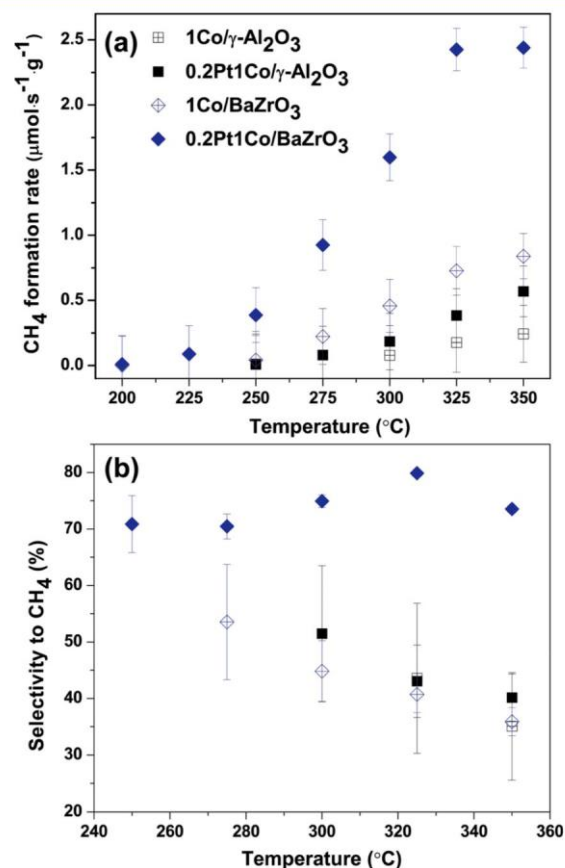 (a)
1Co/γ-Al₂O₃
0.2Pt1Co/γ-Al₂O₃
1Co/BaZrO₃
0.2Pt1Co/BaZrO₃
CH₄ formation rate (μmol·s⁻¹·g⁻¹)
2.5
2.0
1.5
1.0
0.5
0.0
200 225 250 275 300 325 350
Temperature (°C)
(b)
Selectivity to CH₄ (%)
80
70
60
50
40
30
20
240 260 280 300 320 340 360
Temperature (°C)